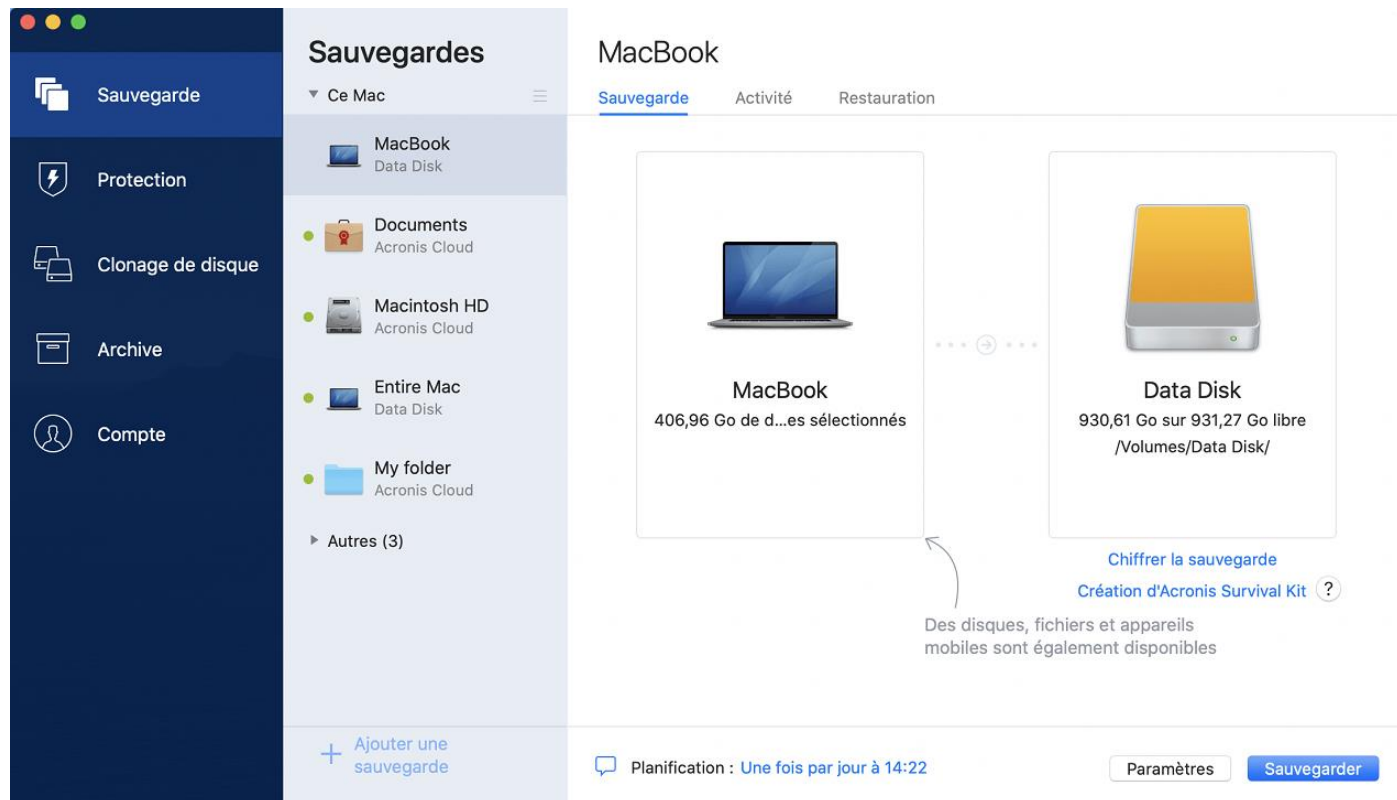 Sauvegarde
Protection
Clonage de disque
Archive
Compte
Sauvegardes
Ce Mac
MacBook
Data Disk
Documents
Acronis Cloud
Macintosh HD
Acronis Cloud
Entire Mac
Data Disk
My folder
Acronis Cloud
Autres (3)
Ajouter une
sauvegarde
MacBook
Sauvegarde Activité Restauration
MacBook
406,96 Go de d...es sélectionnés
Data Disk
930,61 Go sur 931,27 Go libre
/Volumes/Data Disk/
Chiffrer la sauvegarde
Création d'Acronis Survival Kit ?
Des disques, fichiers et appareils
mobiles sont également disponibles
Planification : Une fois par jour à 14:22
Paramètres
Sauvegarder